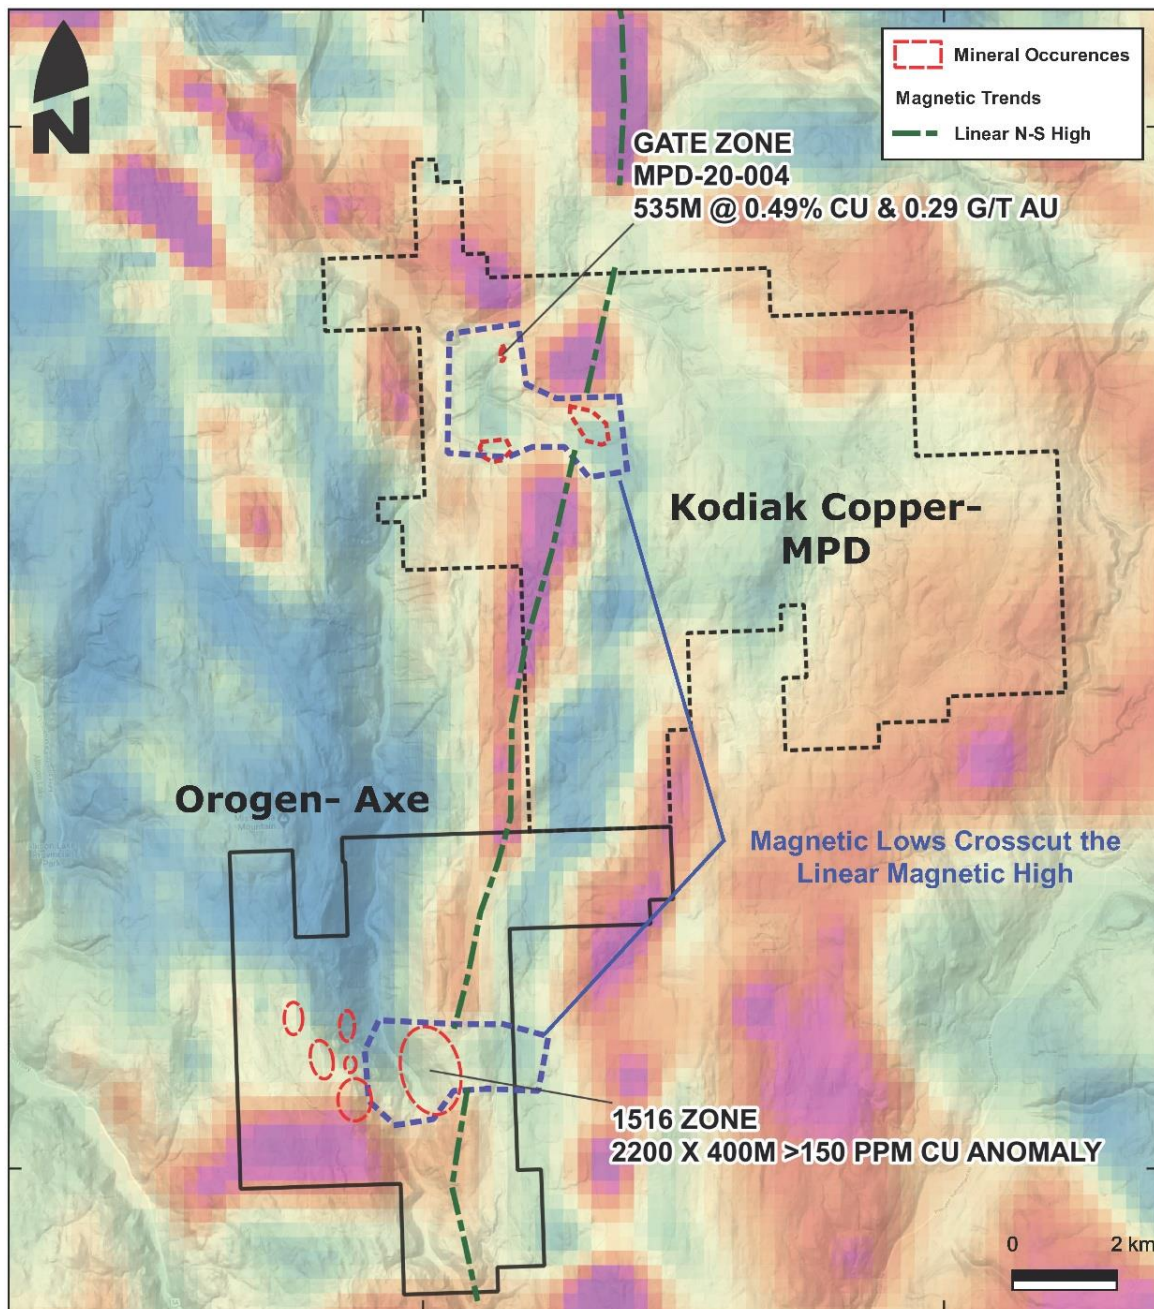 N
Mineral Occurences
Magnetic Trends
Linear N-S High
GATE ZONE
MPD-20-004
535M @ 0.49% CU & 0.29 G/T AU
Kodiak Copper-
MPD
Orogen- Axe
Magnetic Lows Crosscut the
Linear Magnetic High
1516 ZONE
2200 X 400M >150 PPM CU ANOMALY
0 2 km